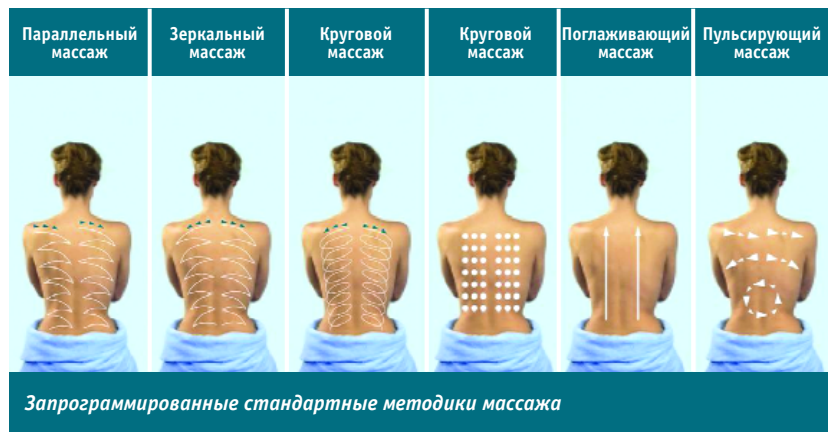 Параллельный
массаж
Зеркальный
массаж
Круговой
массаж
Круговой
массаж
Поглаживающий
массаж
Пульсирующий
массаж
Запрограммированные стандартные методики массажа